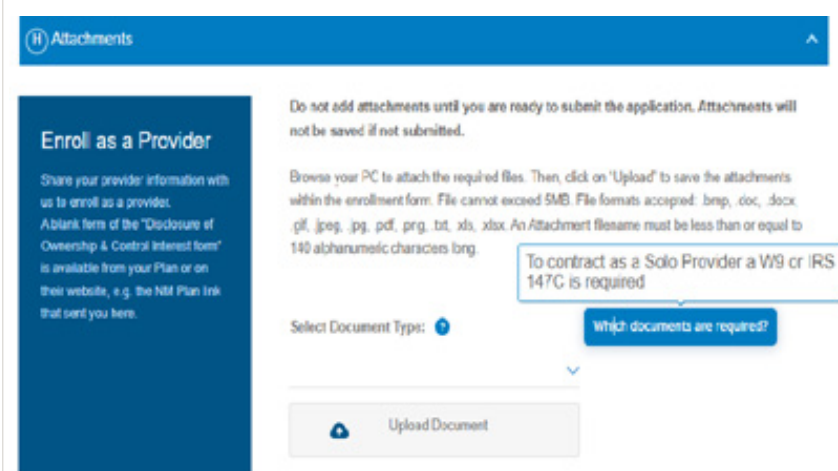 H Attachments
Enroll as a Provider
Share your provider information with
us to enroll as a provider.
A blank form of the "Disclosure of
Ownership & Control Interest form"
is available from your Plan or on
their website, e.g. the NM Plan link
that sent you here.
Do not add attachments until you are ready to submit the application. Attachments will
not be saved if not submitted.
Browse your PC to attach the required files. Then, click on 'Upload' to save the attachments
within the enrollment form. File cannot exceed 5MB. File formats accepted: .bmp, .doc, .docx
.gif, .jpeg, .jpg, .pdf, .png, .txt, .xls, .xlsx. An Attachment filename must be less than or equal to
140 alphanumeric characters long.
To contract as a Solo Provider a W9 or IRS
147C is required
Select Document Type: ?
Which documents are required?
Upload Document